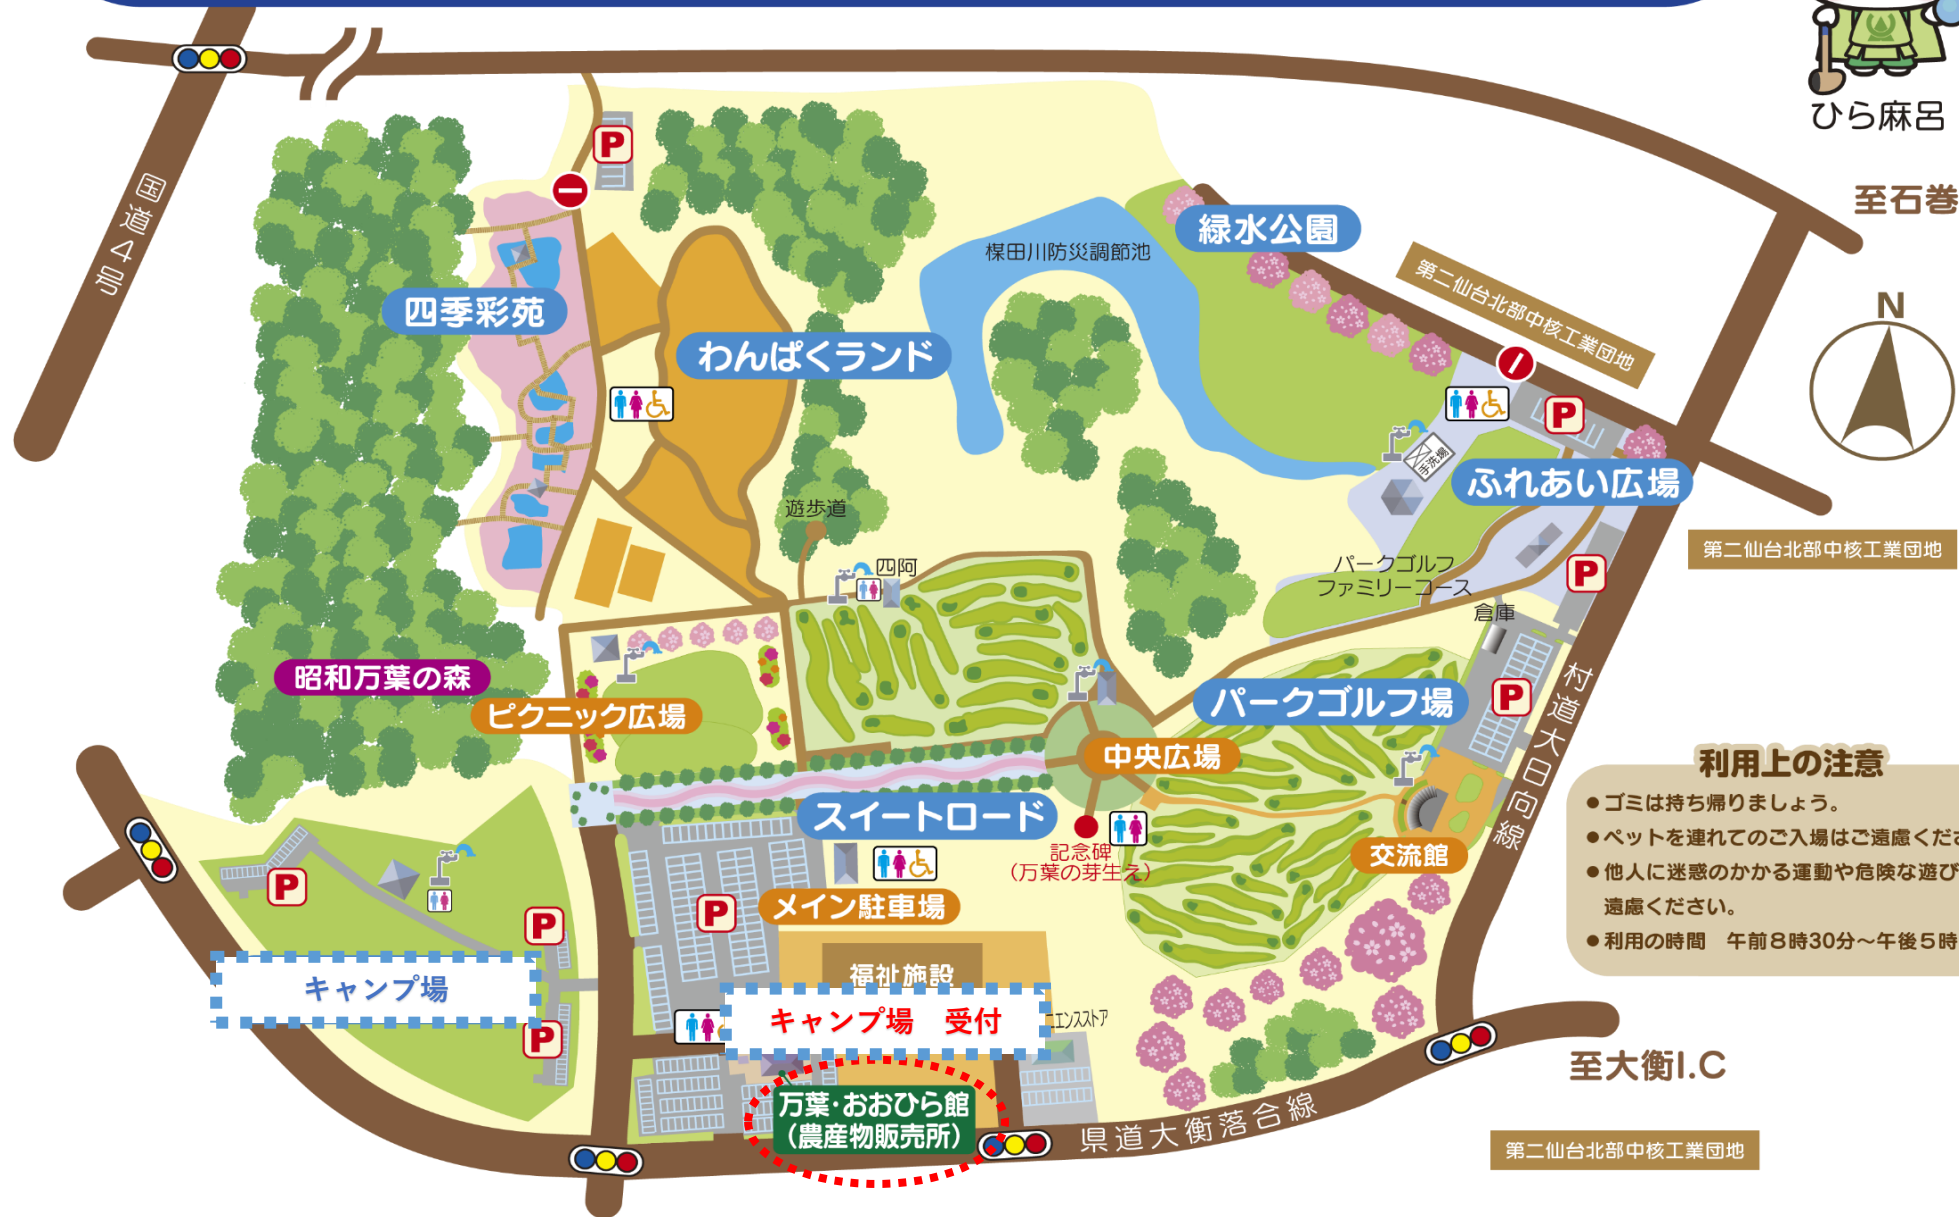 ひら麻呂
至石巻
国道4号
緑水公園
楳田川防災調節池
第二仙台北部中核工業団地
N
P
四季彩苑
わんぱくランド
P
手洗場
ふれあい広場
遊歩道
第二仙台北部中核工業団地
四阿
パークゴルフ
ファミリーコース
P
倉庫
昭和万葉の森
ピクニック広場
パークゴルフ場
P
村道大日向線
中央広場
利用上の注意
●ゴミは持ち帰りましょう。
●ペットを連れてのご入場はご遠慮くださ
●他人に迷惑のかかる運動や危険な遊び
遠慮ください。
●利用の時間 午前8時30分～午後5時
スイートロード
記念碑
(万葉の芽生え)
交流館
P
P
メイン駐車場
P
福祉施設
キャンプ場
キャンプ場 受付
エンスストア
P
至大衡I.C
万葉・おおひら館
(農産物販売所)
県道大衡落合線
第二仙台北部中核工業団地